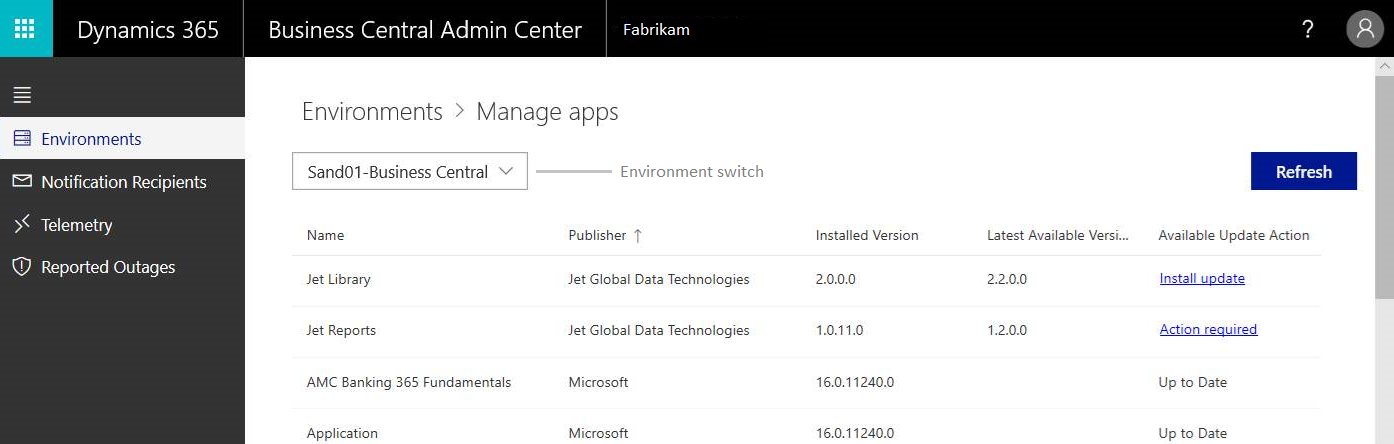 Dynamics 365 Business Central Admin Center Fabrikam ?
Environments > Manage apps
Environments
Sand01-Business Central Environment switch Refresh
Notification Recipients
Telemetry
Reported Outages
Name Publisher ↑ Installed Version Latest Available Versi... Available Update Action
Jet Library Jet Global Data Technologies 2.0.0.0 2.2.0.0 Install update
Jet Reports Jet Global Data Technologies 1.0.11.0 1.2.0.0 Action required
AMC Banking 365 Fundamentals Microsoft 16.0.11240.0 Up to Date
Application Microsoft 16.0.11240.0 Up to Date